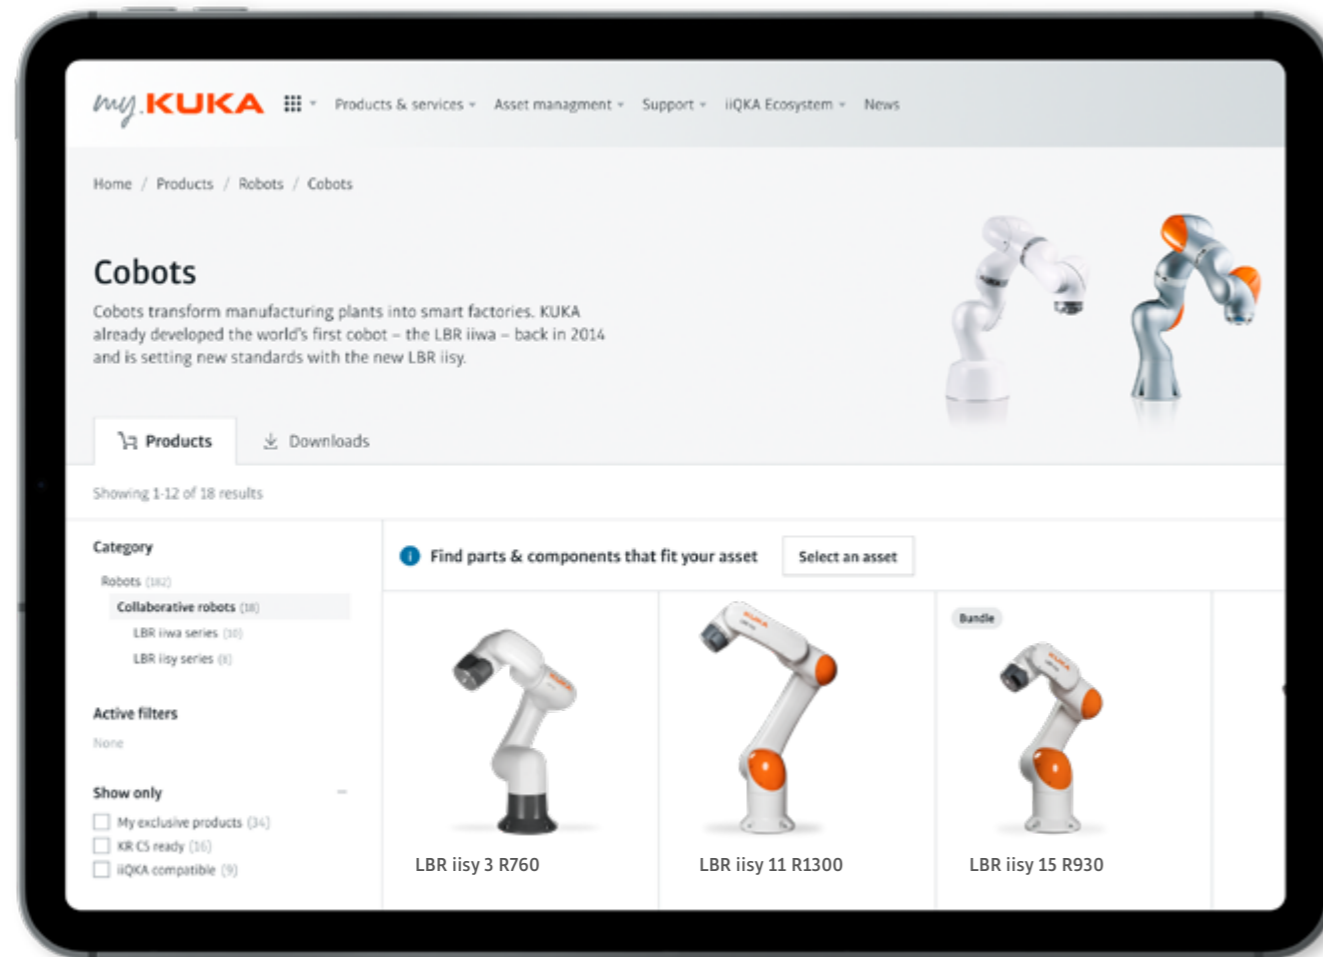 my.KUKA
Products & services
Asset managment
Support
iiQKA Ecosystem
News
Home / Products / Robots / Cobots
Cobots
Cobots transform manufacturing plants into smart factories. KUKA
already developed the world's first cobot – the LBR iiwa – back in 2014
and is setting new standards with the new LBR iisy.
Products
Downloads
Showing 1-12 of 18 results
Category
Robots (182)
Collaborative robots (18)
LBR iiwa series (10)
LBR iisy series (8)
Active filters
None
Show only
My exclusive products (34)
KR C5 ready (16)
iiQKA compatible (9)
Find parts & components that fit your asset
Select an asset
KUKA
LBR iisy 3 R760
KUKA
LBR iisy 11 R1300
Bundle
KUKA
LBR iisy 15 R930